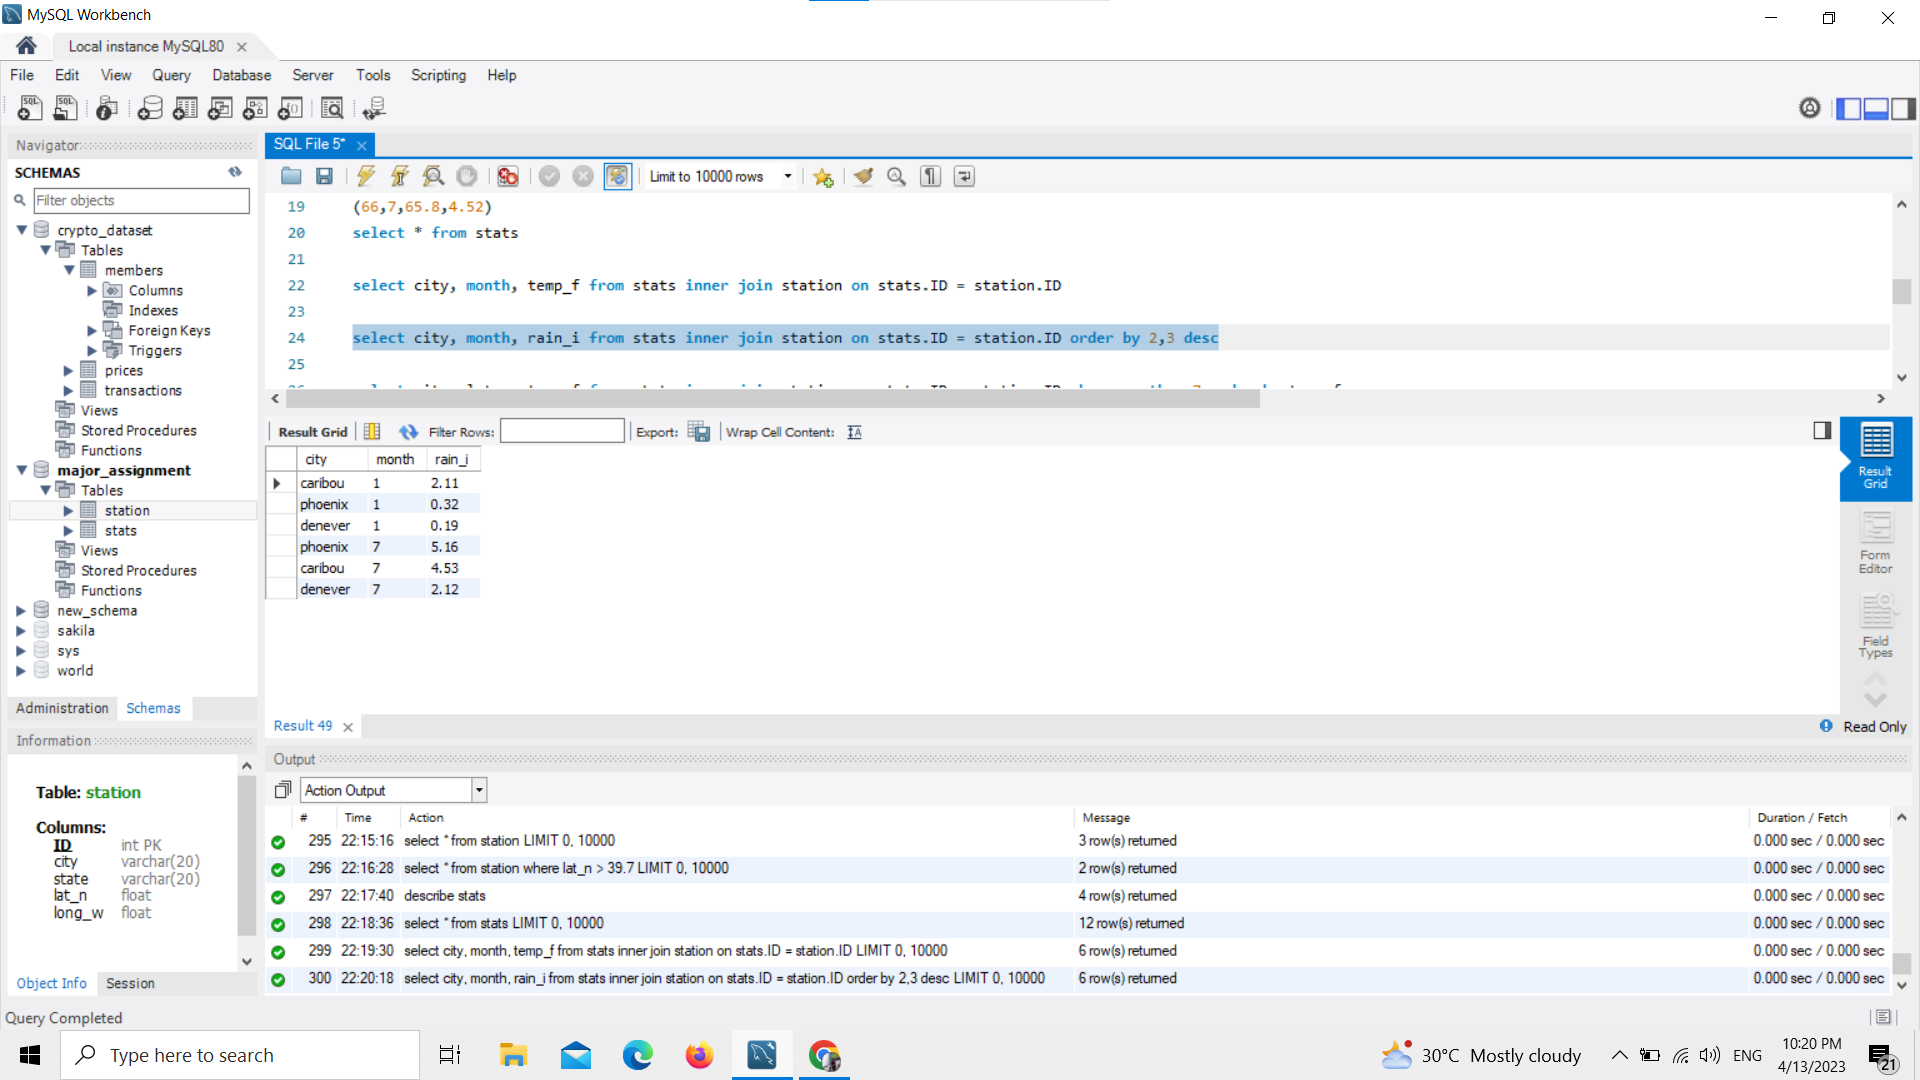 MySQL Workbench
Local instance MySQL80
File Edit View Query Database Server Tools Scripting Help
Navigator
SCHEMAS
Filter objects
crypto_dataset
Tables
members
Columns
Indexes
Foreign Keys
Triggers
prices
transactions
Views
Stored Procedures
Functions
major_assignment
Tables
station
stats
Views
Stored Procedures
Functions
new_schema
sakila
sys
world
Administration Schemas
Information
Table: station
Columns:
ID int PK
city varchar(20)
state varchar(20)
lat_n float
long_w float
Object Info Session
SQL File 5*
Limit to 10000 rows
19 (66,7,65.8,4.52)
20 select * from stats
21
22 select city, month, temp_f from stats inner join station on stats.ID = station.ID
23
24 select city, month, rain_i from stats inner join station on stats.ID = station.ID order by 2,3 desc
25
Result Grid Filter Rows: Export: Wrap Cell Content:
city month rain_i
caribou 1 2.11
phoenix 1 0.32
denever 1 0.19
phoenix 7 5.16
caribou 7 4.53
denever 7 2.12
Result Grid
Form Editor
Field Types
Result 49
Read Only
Output
Action Output
# Time Action Message Duration / Fetch
295 22:15:16 select * from station LIMIT 0, 10000 3 row(s) returned 0.000 sec / 0.000 sec
296 22:16:28 select * from station where lat_n > 39.7 LIMIT 0, 10000 2 row(s) returned 0.000 sec / 0.000 sec
297 22:17:40 describe stats 4 row(s) returned 0.000 sec / 0.000 sec
298 22:18:36 select * from stats LIMIT 0, 10000 12 row(s) returned 0.000 sec / 0.000 sec
299 22:19:30 select city, month, temp_f from stats inner join station on stats.ID = station.ID LIMIT 0, 10000 6 row(s) returned 0.000 sec / 0.000 sec
300 22:20:18 select city, month, rain_i from stats inner join station on stats.ID = station.ID order by 2,3 desc LIMIT 0, 10000 6 row(s) returned 0.000 sec / 0.000 sec
Query Completed
Type here to search
30°C Mostly cloudy
ENG
10:20 PM
4/13/2023
21